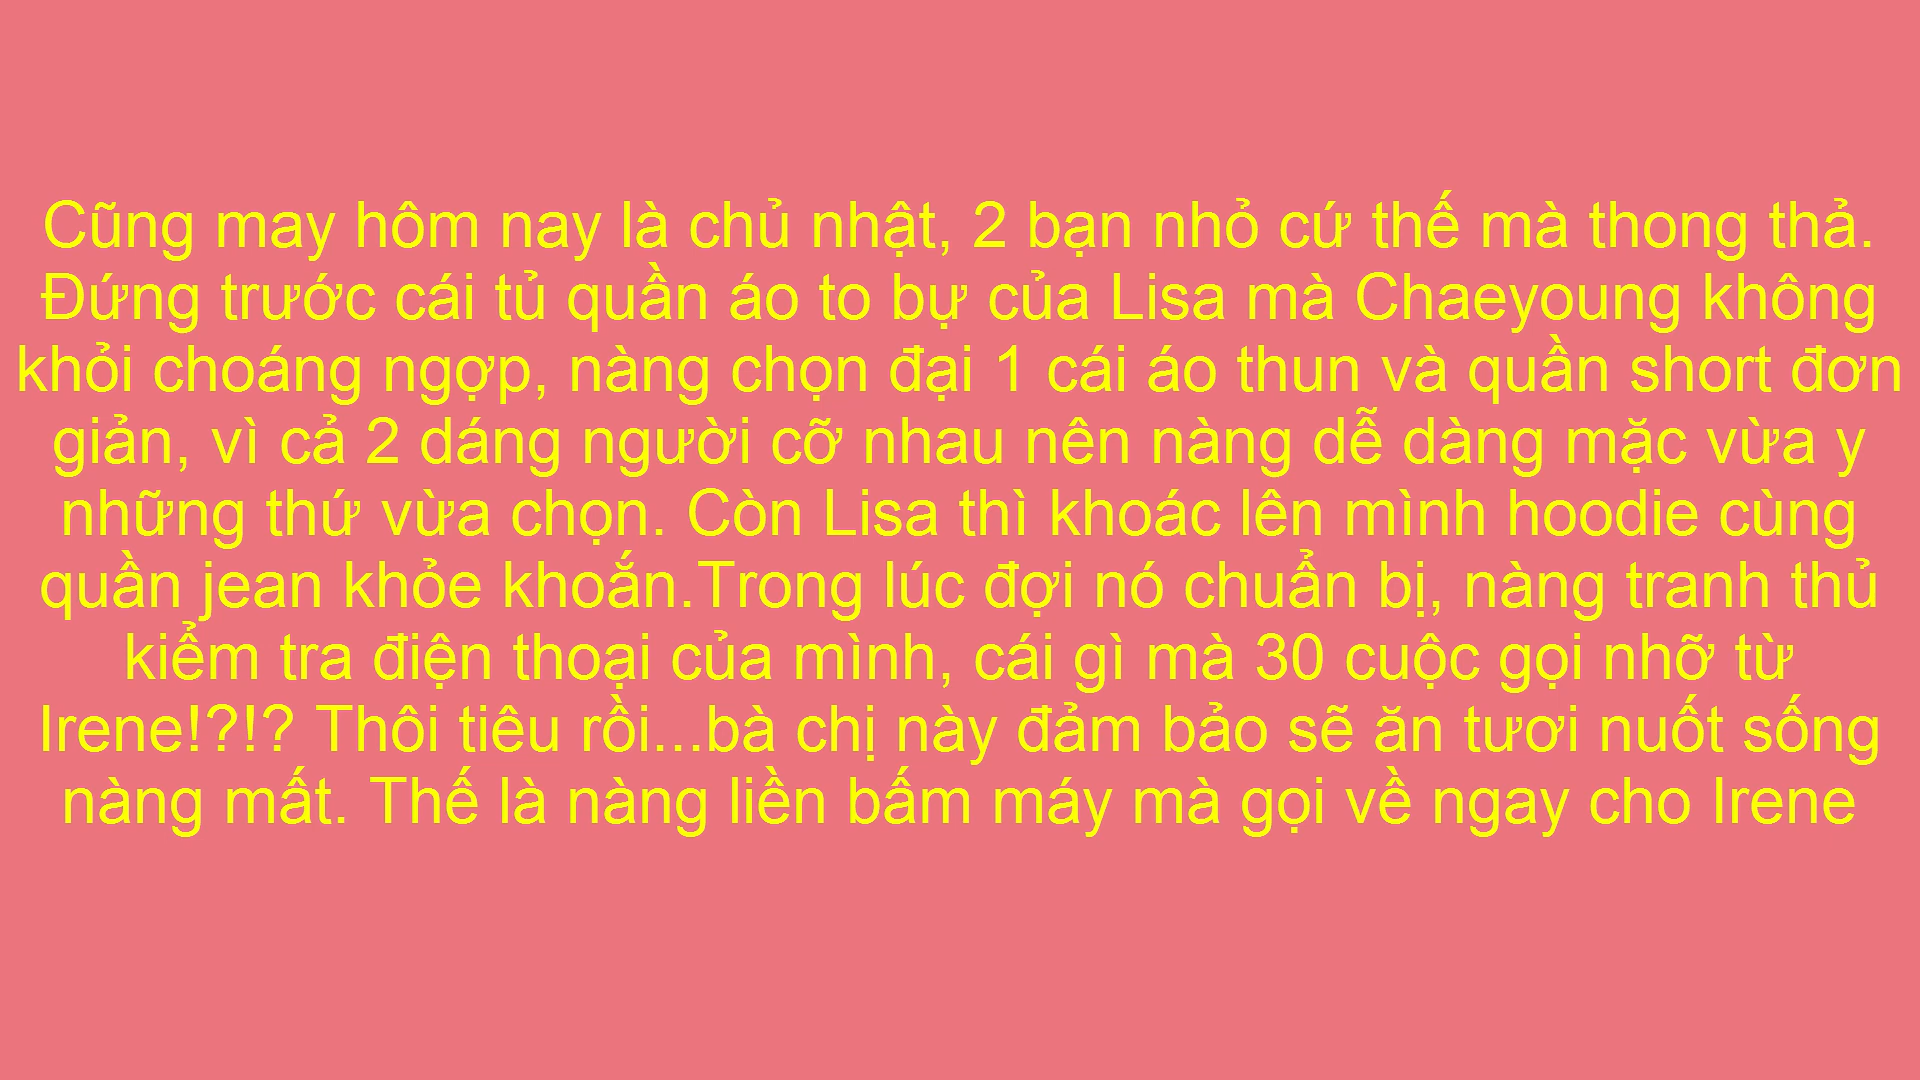 Cũng may hôm nay là chủ nhật, 2 bạn nhỏ cứ thế mà thong thả.
Đứng trước cái tủ quần áo to bự của Lisa mà Chaeyoung không
khỏi choáng ngợp, nàng chọn đại 1 cái áo thun và quần short đơn
giản, vì cả 2 dáng người cỡ nhau nên nàng dễ dàng mặc vừa y
những thứ vừa chọn. Còn Lisa thì khoác lên mình hoodie cùng
quần jean khỏe khoắn.Trong lúc đợi nó chuẩn bị, nàng tranh thủ
kiểm tra điện thoại của mình, cái gì mà 30 cuộc gọi nhỡ từ
Irene!?!? Thôi tiêu rồi...bà chị này đảm bảo sẽ ăn tươi nuốt sống
nàng mất. Thế là nàng liền bấm máy mà gọi về ngay cho Irene